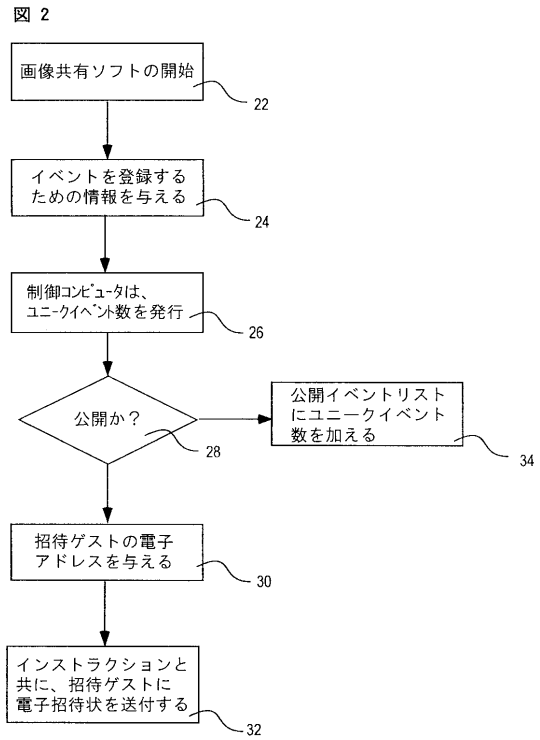 図 2
画像共有ソフトの開始
22
イベントを登録する
ための情報を与える
24
制御ｺﾝﾋﾟｭｰﾀは、
ﾕﾆｰｸｲﾍﾞﾝﾄ数を発行
26
公開か？
28
公開イベントリスト
にユニークイベント
数を加える
34
招待ゲストの電子
アドレスを与える
30
インストラクションと
共に、招待ゲストに
電子招待状を送付する
32